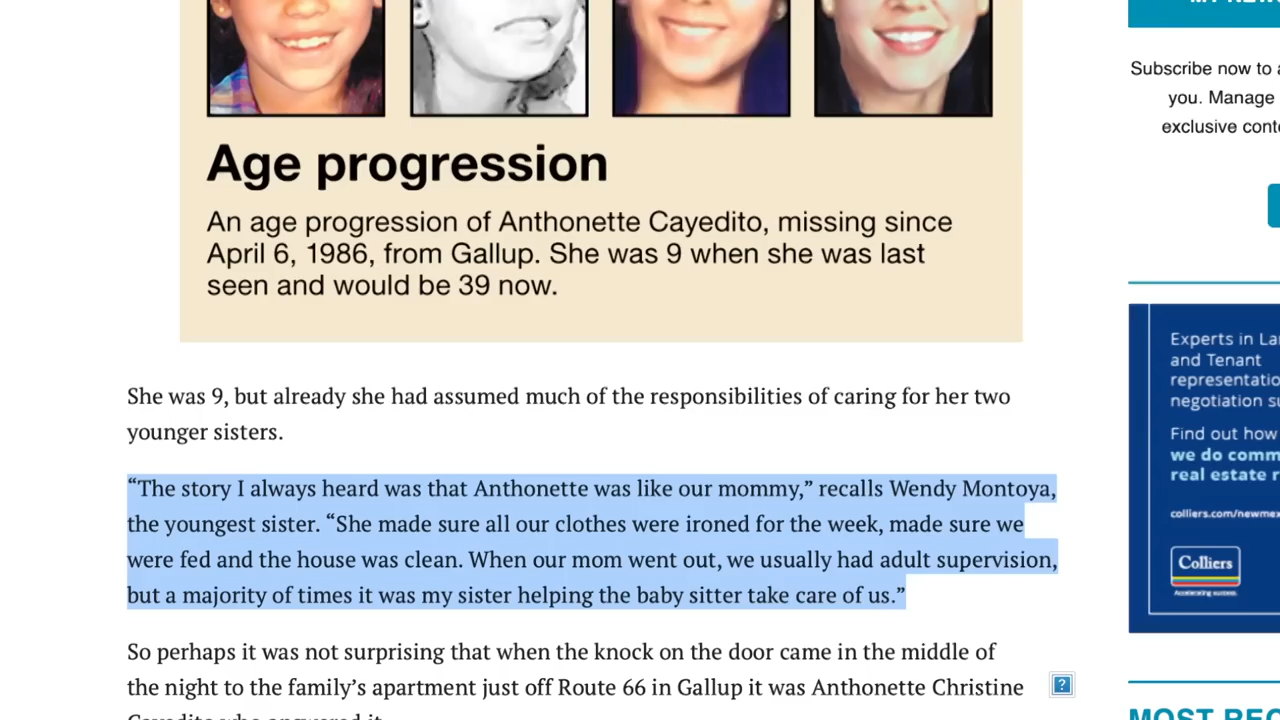 Age progression
An age progression of Anthonette Cayedito, missing since
April 6, 1986, from Gallup. She was 9 when she was last
seen and would be 39 now.
She was 9, but already she had assumed much of the responsibilities of caring for her two
younger sisters.
“The story I always heard was that Anthonette was like our mommy,” recalls Wendy Montoya,
the youngest sister. “She made sure all our clothes were ironed for the week, made sure we
were fed and the house was clean. When our mom went out, we usually had adult supervision,
but a majority of times it was my sister helping the baby sitter take care of us.”
So perhaps it was not surprising that when the knock on the door came in the middle of
the night to the family’s apartment just off Route 66 in Gallup it was Anthonette Christine
Cayedito who answered it.
?
Subscribe now to a
you. Manage
exclusive cont
Experts in La
and Tenant
representatio
negotiation su
Find out how
we do comm
real estate r
colliers.com/newme
Colliers
Accelerating success.
MOST REC